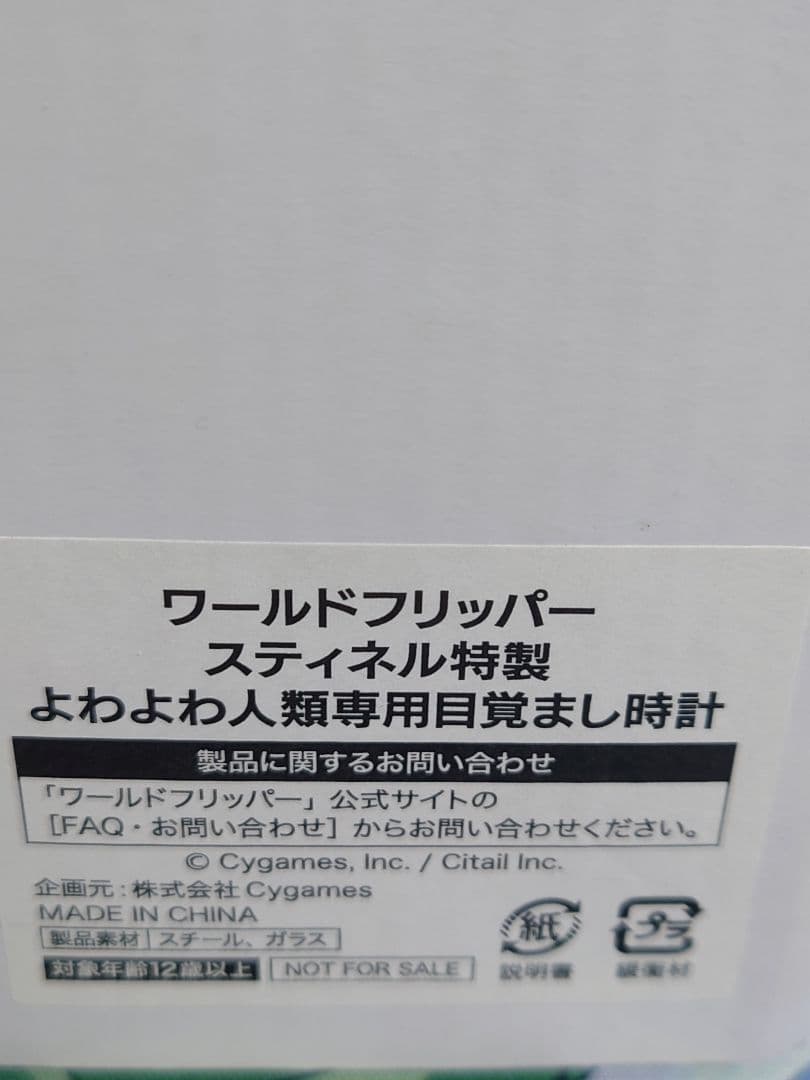 ワールドフリッパー
スティネル特製
よわよわ人類専用目覚まし時計
製品に関するお問い合わせ
「ワールドフリッパー」公式サイトの
［FAQ・お問い合わせ］からお問い合わせください。
© Cygames, Inc. / Citail Inc.
企画元：株式会社Cygames
MADE IN CHINA
製品素材 スチール、ガラス
対象年齢12歳以上 NOT FOR SALE
紙 プラ
説明書 緩衝材